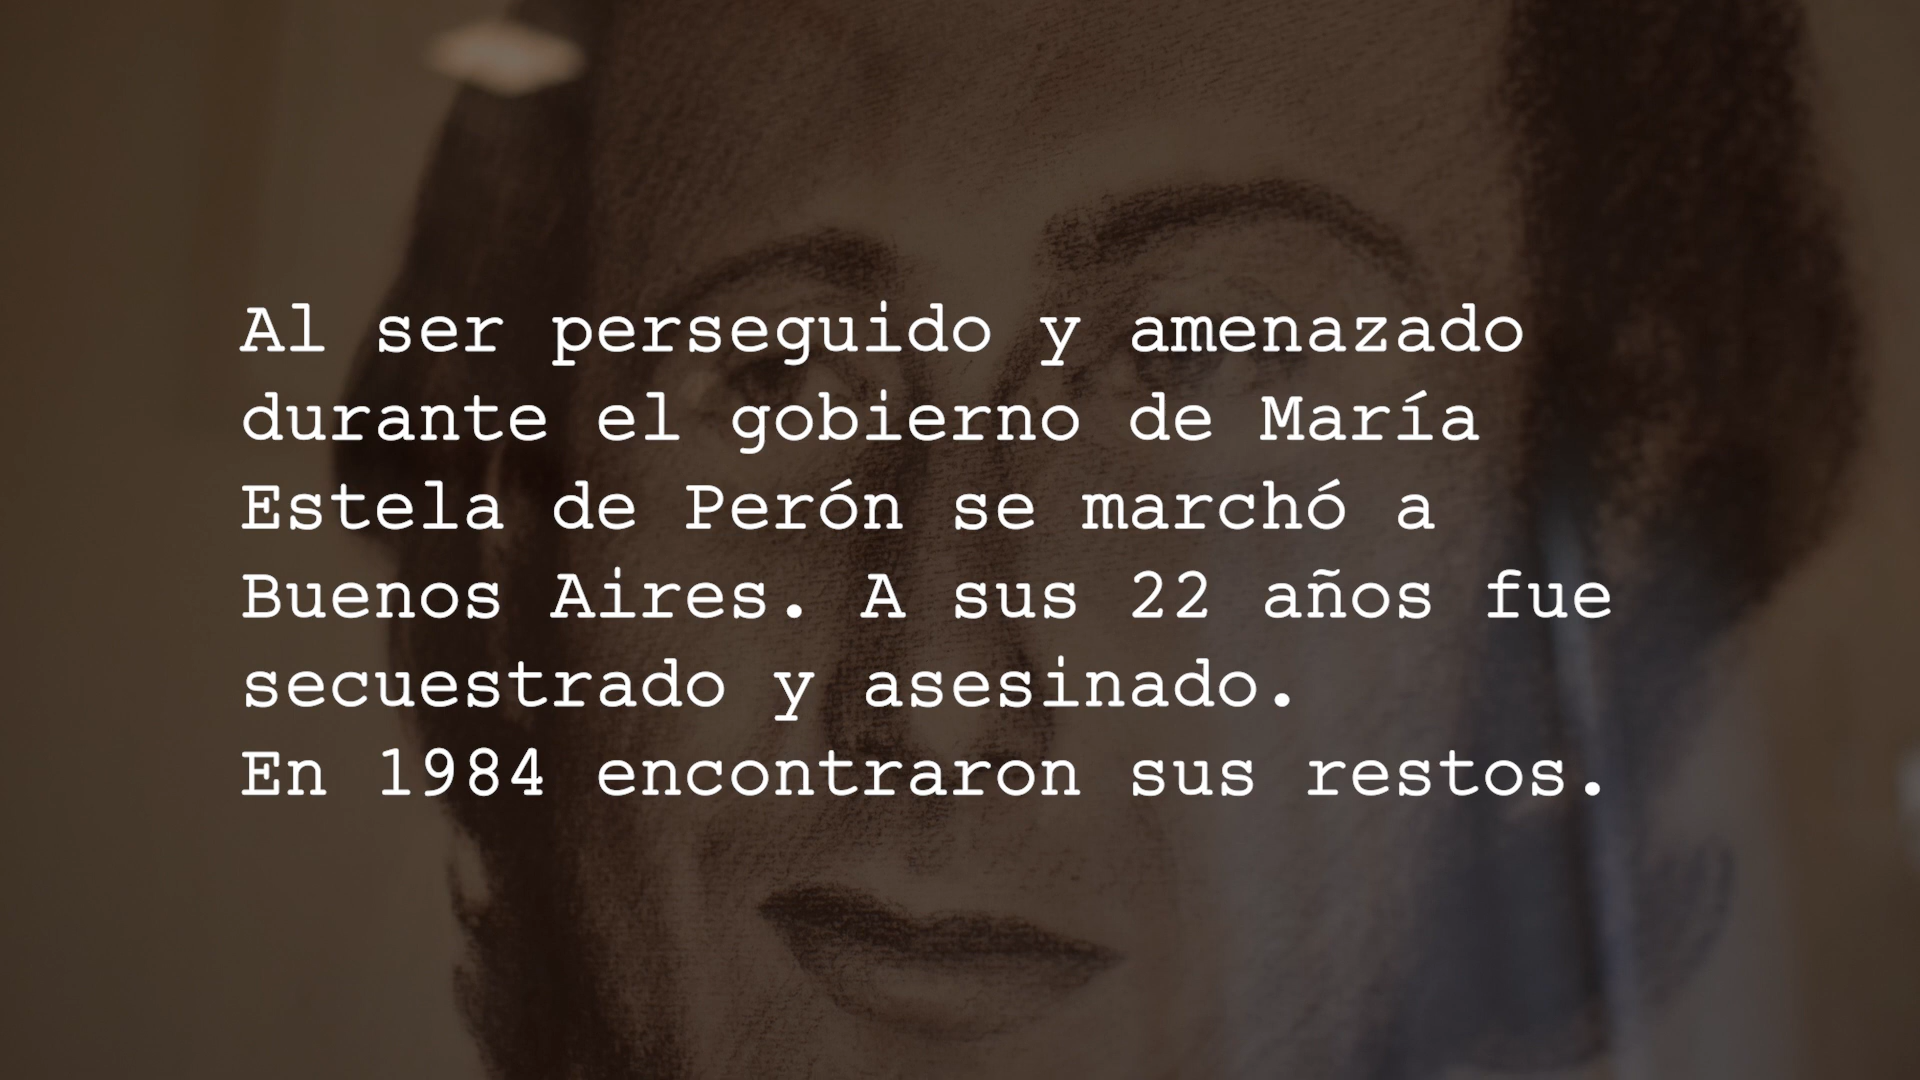 Al ser perseguido y amenazado
durante el gobierno de María
Estela de Perón se marchó a
Buenos Aires. A sus 22 años fue
secuestrado y asesinado.
En 1984 encontraron sus restos.